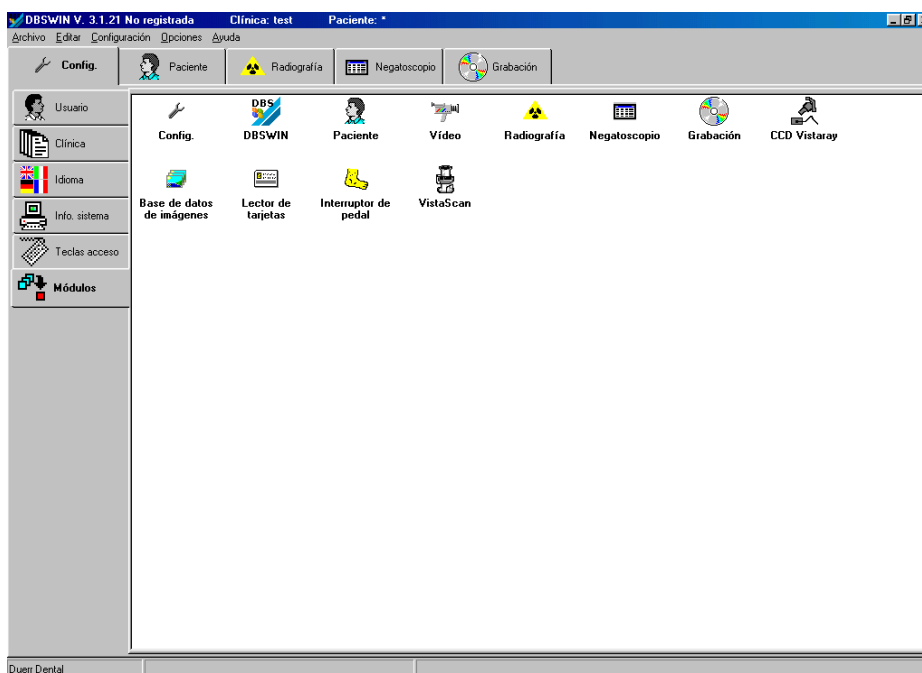 DBSWIN V. 3.1.21 No registrada Clínica: test Paciente: *
Archivo Editar Configuración Opciones Ayuda
Config. Paciente Radiografía Negatoscopio Grabación
Usuario
Clínica
Idioma
Info. sistema
Teclas acceso
Módulos
Config. DBS DBSWIN Paciente Vídeo Radiografía Negatoscopio Grabación CCD Vistaray
Base de datos de imágenes Lector de tarjetas Interruptor de pedal VistaScan
Duerr Dental